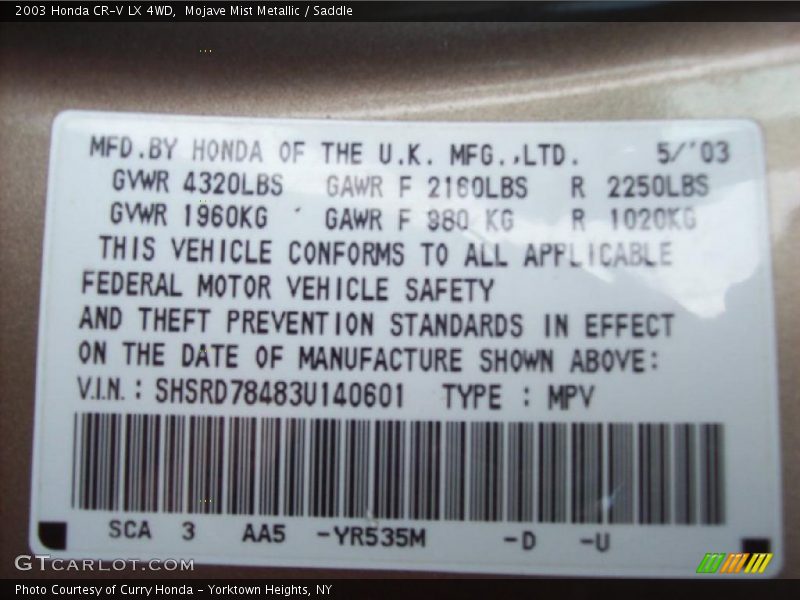 2003 Honda CR-V LX 4WD,  Mojave Mist Metallic / Saddle
MFD.BY HONDA OF THE U.K. MFG.,LTD.   5/'03
GVWR 4320LBS   GAWR F 2160LBS   R 2250LBS
GVWR 1960KG   GAWR F 980 KG   R 1020KG
THIS VEHICLE CONFORMS TO ALL APPLICABLE
FEDERAL MOTOR VEHICLE SAFETY
AND THEFT PREVENTION STANDARDS IN EFFECT
ON THE DATE OF MANUFACTURE SHOWN ABOVE:
V.I.N.: SHSRD78483U140601   TYPE : MPV
SCA  3   AA5   -YR535M   -D   -U
GTCARLOT.COM
Photo Courtesy of Curry Honda - Yorktown Heights, NY